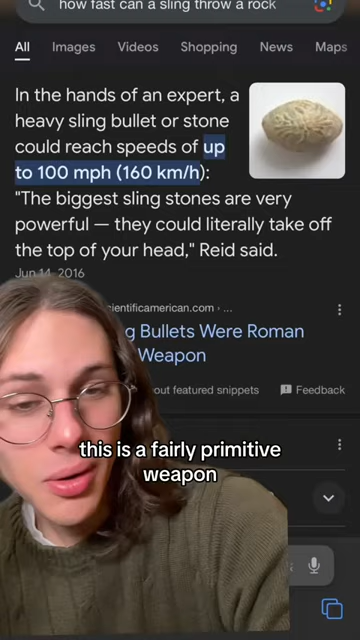 how fast can a sling throw a rock
All Images Videos Shopping News Maps
In the hands of an expert, a
heavy sling bullet or stone
could reach speeds of up
to 100 mph (160 km/h):
"The biggest sling stones are very
powerful — they could literally take off
the top of your head," Reid said.
Jun 14, 2016
ientificamerican.com › ...
g Bullets Were Roman
Weapon
out featured snippets Feedback
this is a fairly primitive
weapon